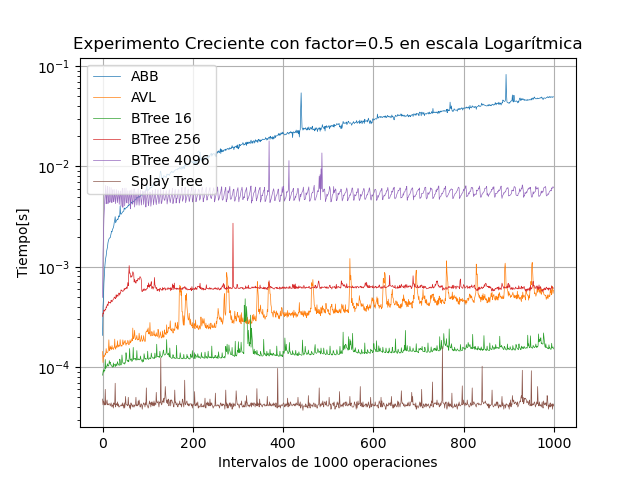 Experimento Creciente con factor=0.5 en escala Logarítmica
ABB
AVL
BTree 16
BTree 256
BTree 4096
Splay Tree
10⁻¹
10⁻²
10⁻³
10⁻⁴
Tiempo[s]
0 200 400 600 800 1000
Intervalos de 1000 operaciones